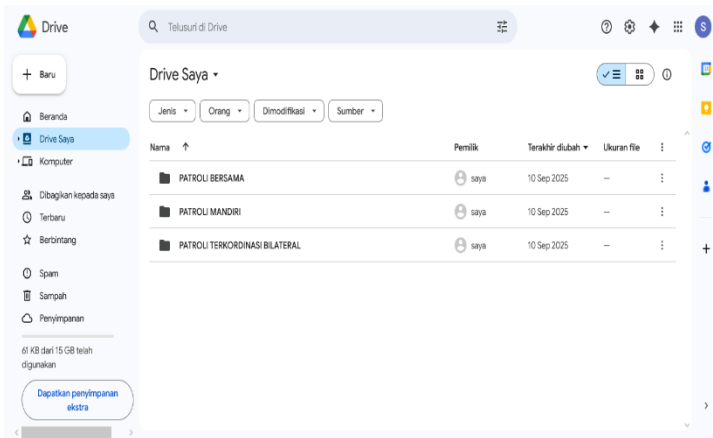 Drive
Telusuri di Drive
S
Baru
Drive Saya
Jenis Orang Dimodifikasi Sumber
Beranda
Drive Saya
Komputer
Dibagikan kepada saya
Terbaru
Berbintang
Spam
Sampah
Penyimpanan
61 KB dari 15 GB telah
digunakan
Dapatkan penyimpanan
ekstra
Nama Pemilik Terakhir diubah Ukuran file
PATROLI BERSAMA saya 10 Sep 2025 —
PATROLI MANDIRI saya 10 Sep 2025 —
PATROLI TERKORDINASI BILATERAL saya 10 Sep 2025 —